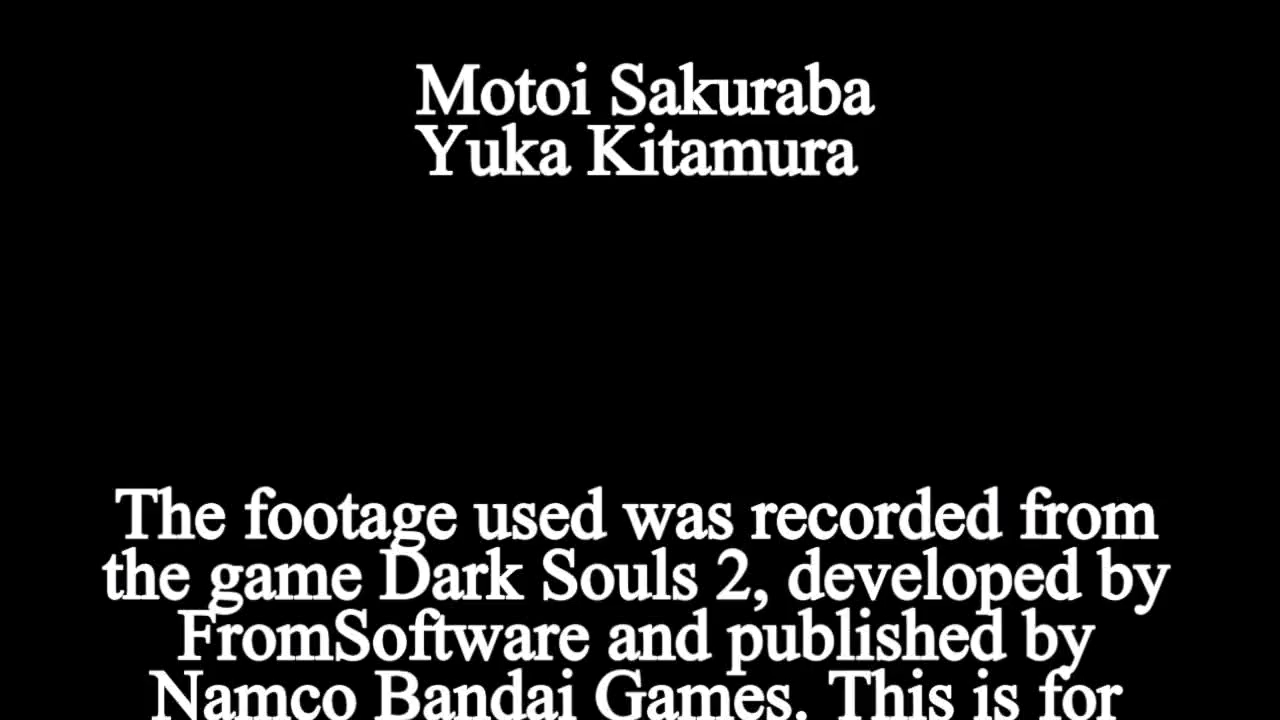 Motoi Sakuraba
Yuka Kitamura
The footage used was recorded from
the game Dark Souls 2, developed by
FromSoftware and published by
Namco Bandai Games. This is for